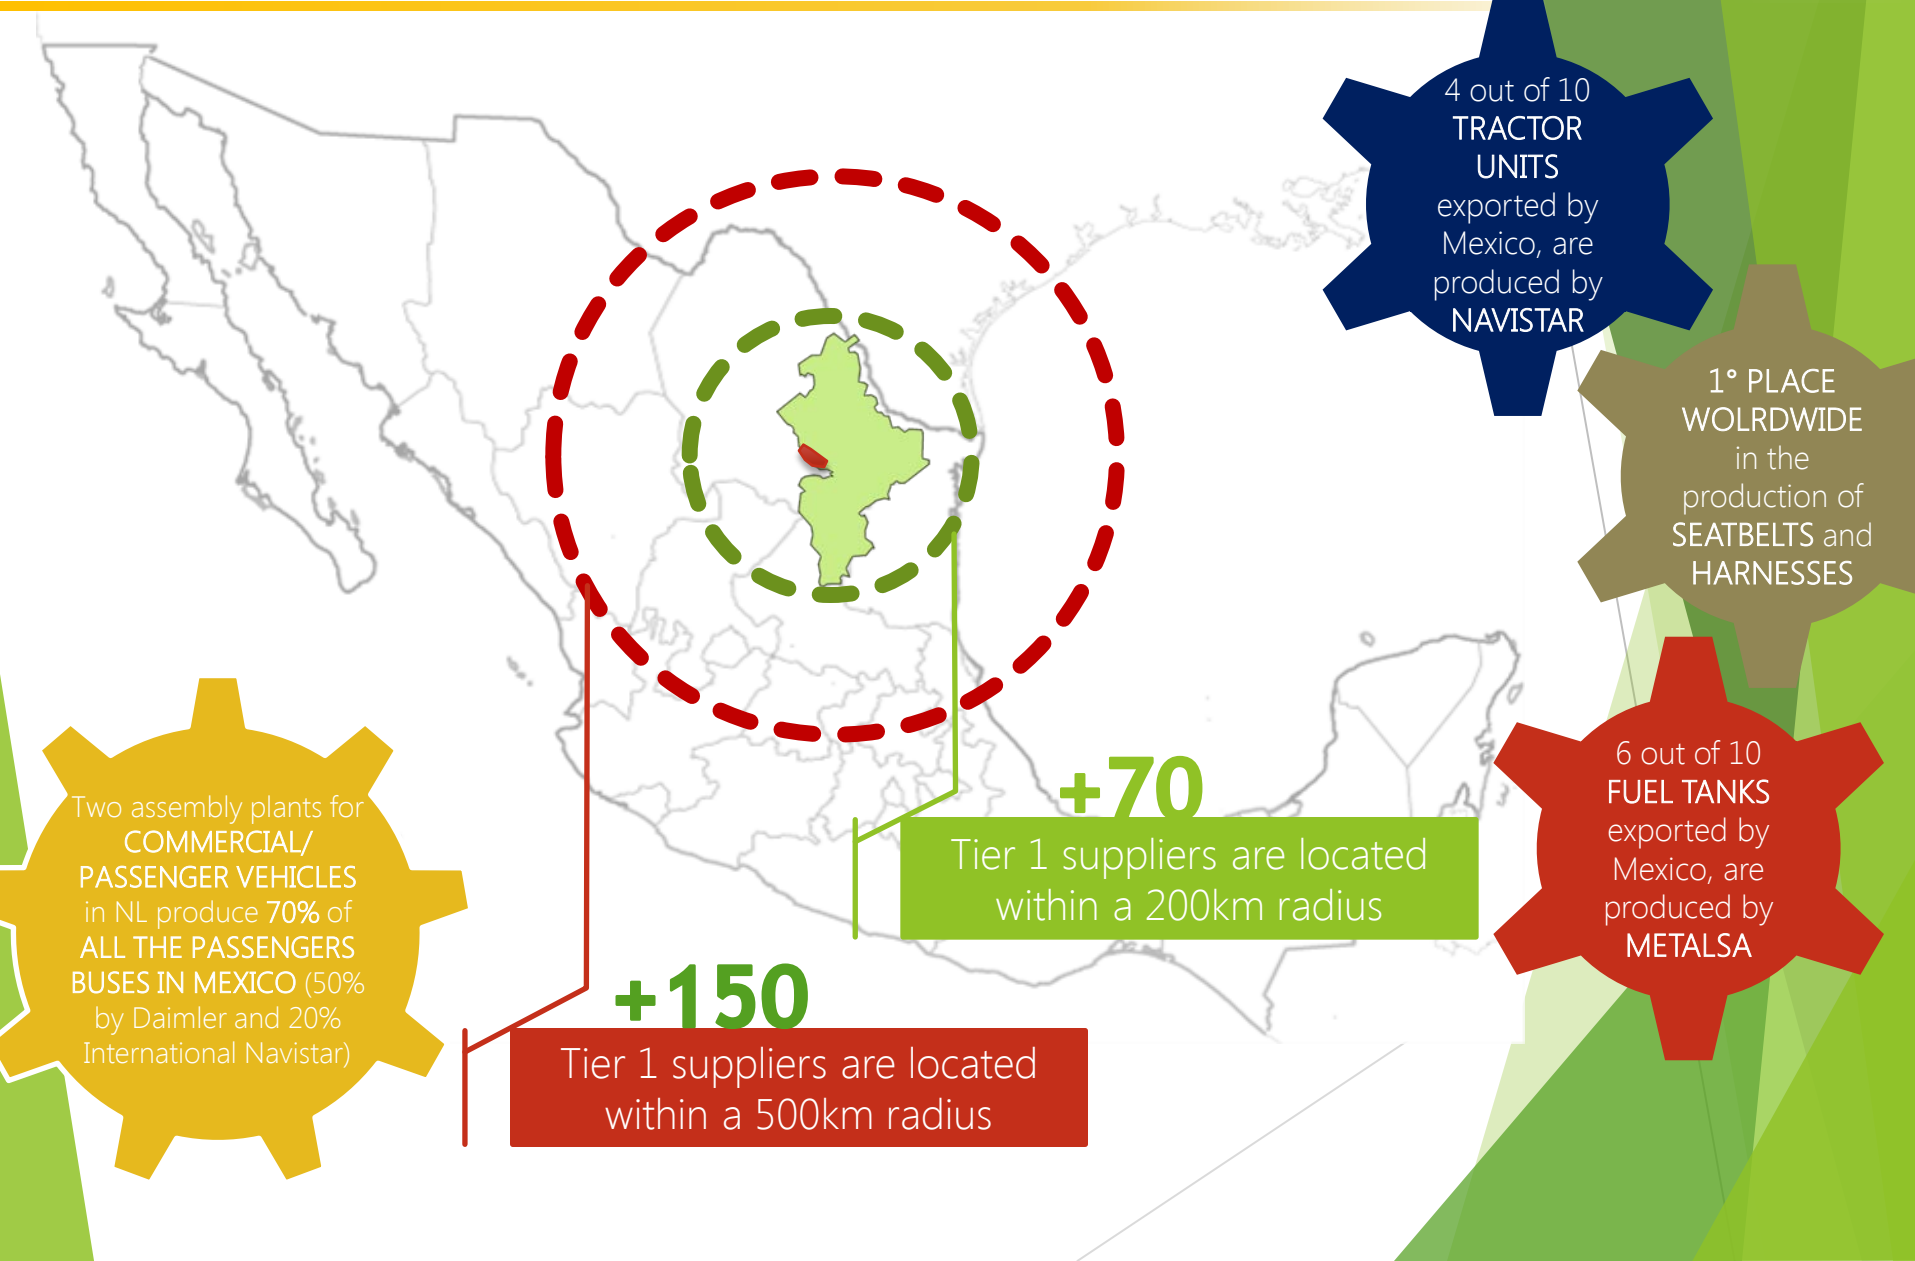 4 out of 10
TRACTOR
UNITS
exported by
Mexico, are
produced by
NAVISTAR
1° PLACE
WOLRDWIDE
in the
production of
SEATBELTS and
HARNESSES
6 out of 10
FUEL TANKS
exported by
Mexico, are
produced by
METALSA
+70
Tier 1 suppliers are located
within a 200km radius
+150
Tier 1 suppliers are located
within a 500km radius
Two assembly plants for
COMMERCIAL/
PASSENGER VEHICLES
in NL produce 70% of
ALL THE PASSENGERS
BUSES IN MEXICO (50%
by Daimler and 20%
International Navistar)